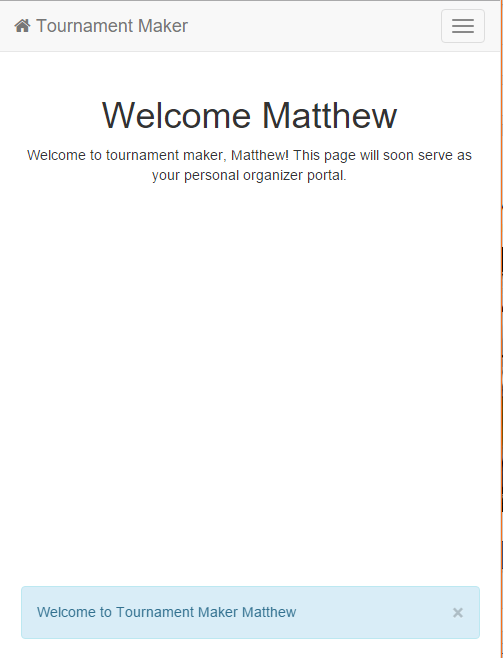 Tournament Maker
Welcome Matthew
Welcome to tournament maker, Matthew! This page will soon serve as
your personal organizer portal.
Welcome to Tournament Maker Matthew ×